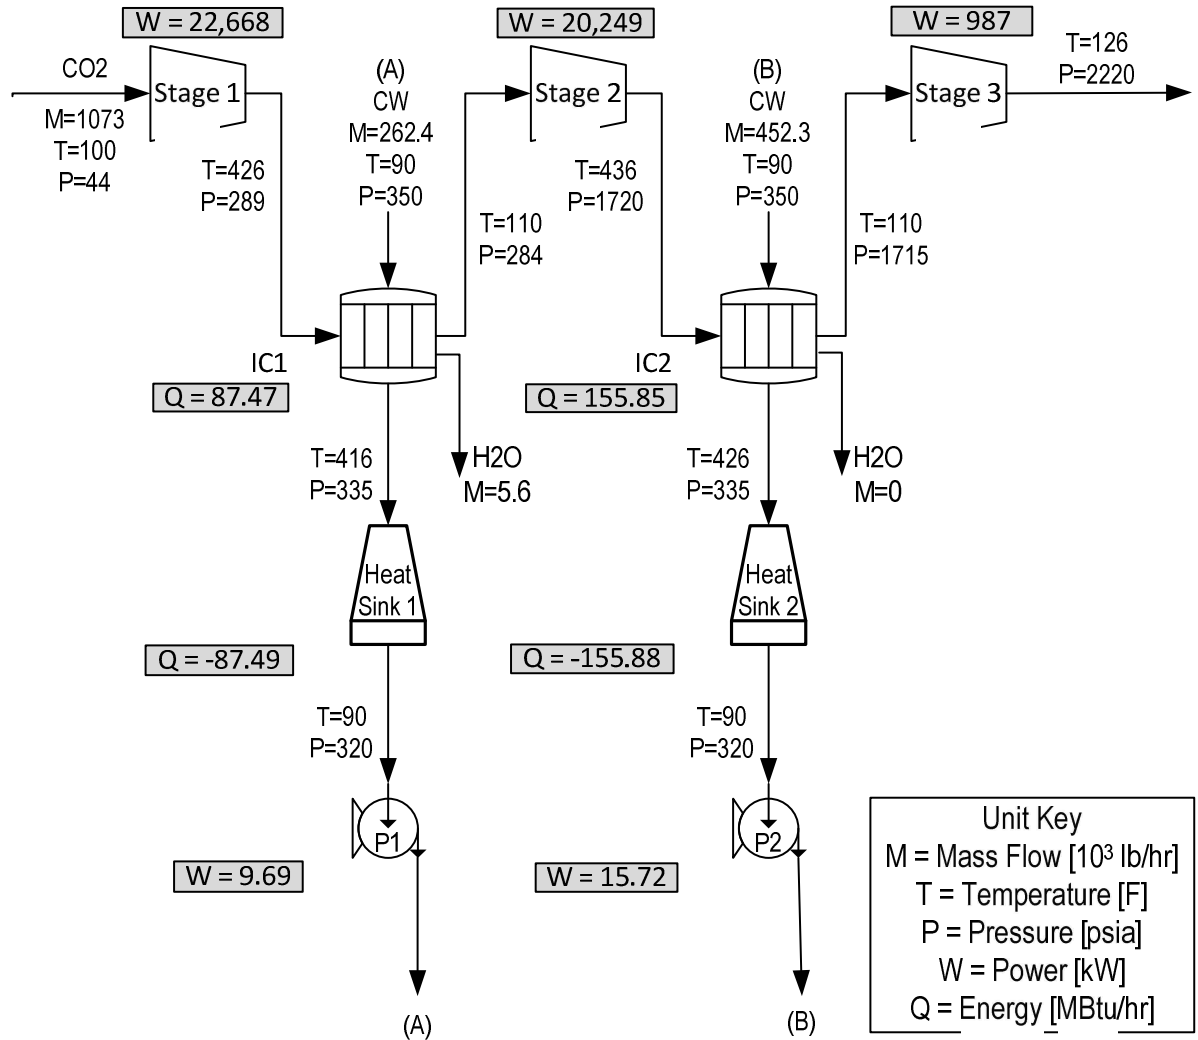 W = 22,668
W = 20,249
W = 987
CO2
Stage 1
M=1073
T=100
P=44
T=426
P=289
(A)
CW
M=262.4
T=90
P=350
Stage 2
T=110
P=284
T=436
P=1720
(B)
CW
M=452.3
T=90
P=350
Stage 3
T=126
P=2220
T=110
P=1715
IC1
Q = 87.47
IC2
Q = 155.85
T=416
P=335
H2O
M=5.6
T=426
P=335
H2O
M=0
Heat
Sink 1
Heat
Sink 2
Q = -87.49
Q = -155.88
T=90
P=320
T=90
P=320
P1
P2
W = 9.69
W = 15.72
(A)
(B)
Unit Key
M = Mass Flow [10³ lb/hr]
T = Temperature [F]
P = Pressure [psia]
W = Power [kW]
Q = Energy [MBtu/hr]